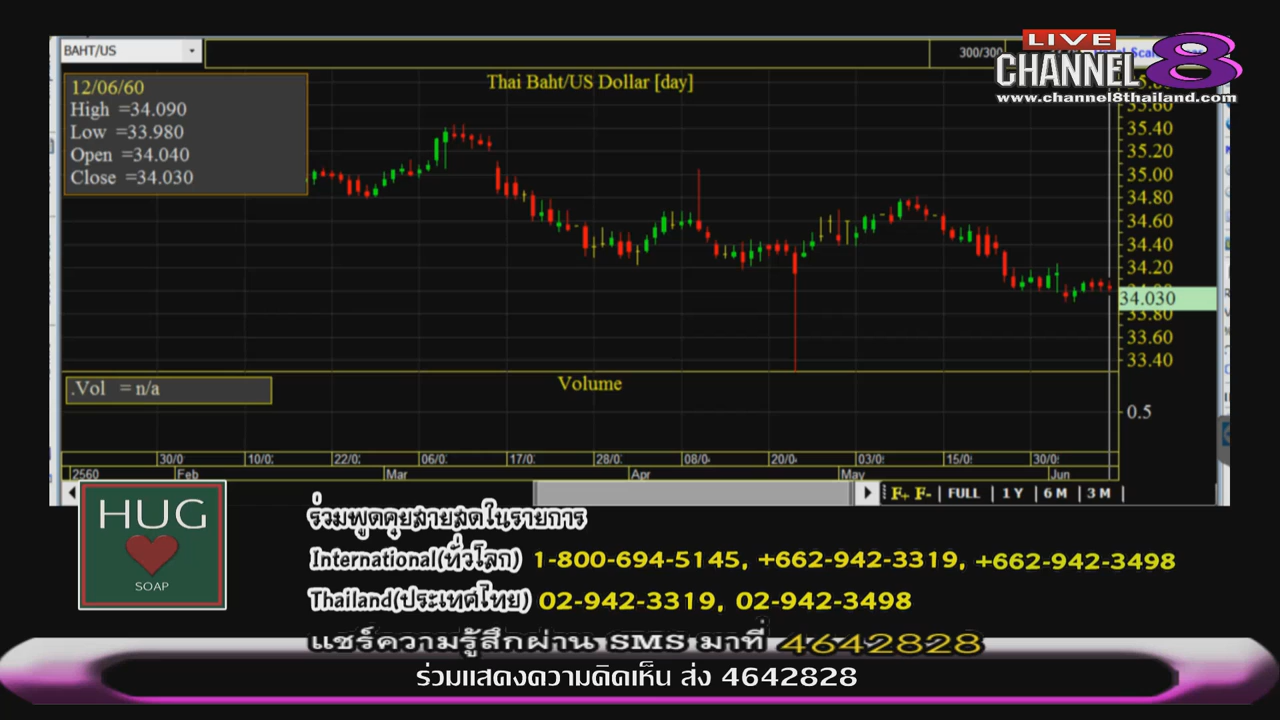 BAHT/US
300/300
LIVE
CHANNEL 8
www.channel8thailand.com
Thai Baht/US Dollar [day]
12/06/60
High =34.090
Low =33.980
Open =34.040
Close =34.030
35.60
35.40
35.20
35.00
34.80
34.60
34.40
34.20
34.030
33.80
33.60
33.40
.Vol = n/a
Volume
0.5
30/0 10/0 22/0 06/0 17/0 28/0 08/0 20/0 03/0 15/0 30/0
2560 Feb Mar Apr May Jun
F+ F- FULL 1 Y 6 M 3 M
HUG
SOAP
ร่วมพูดคุยสายสดในรายการ
International(ทั่วโลก) 1-800-694-5145, +662-942-3319, +662-942-3498
Thailand(ประเทศไทย) 02-942-3319, 02-942-3498
แชร์ความรู้สึกผ่าน SMS มาที่ 4642828
ร่วมแสดงความคิดเห็น ส่ง 4642828